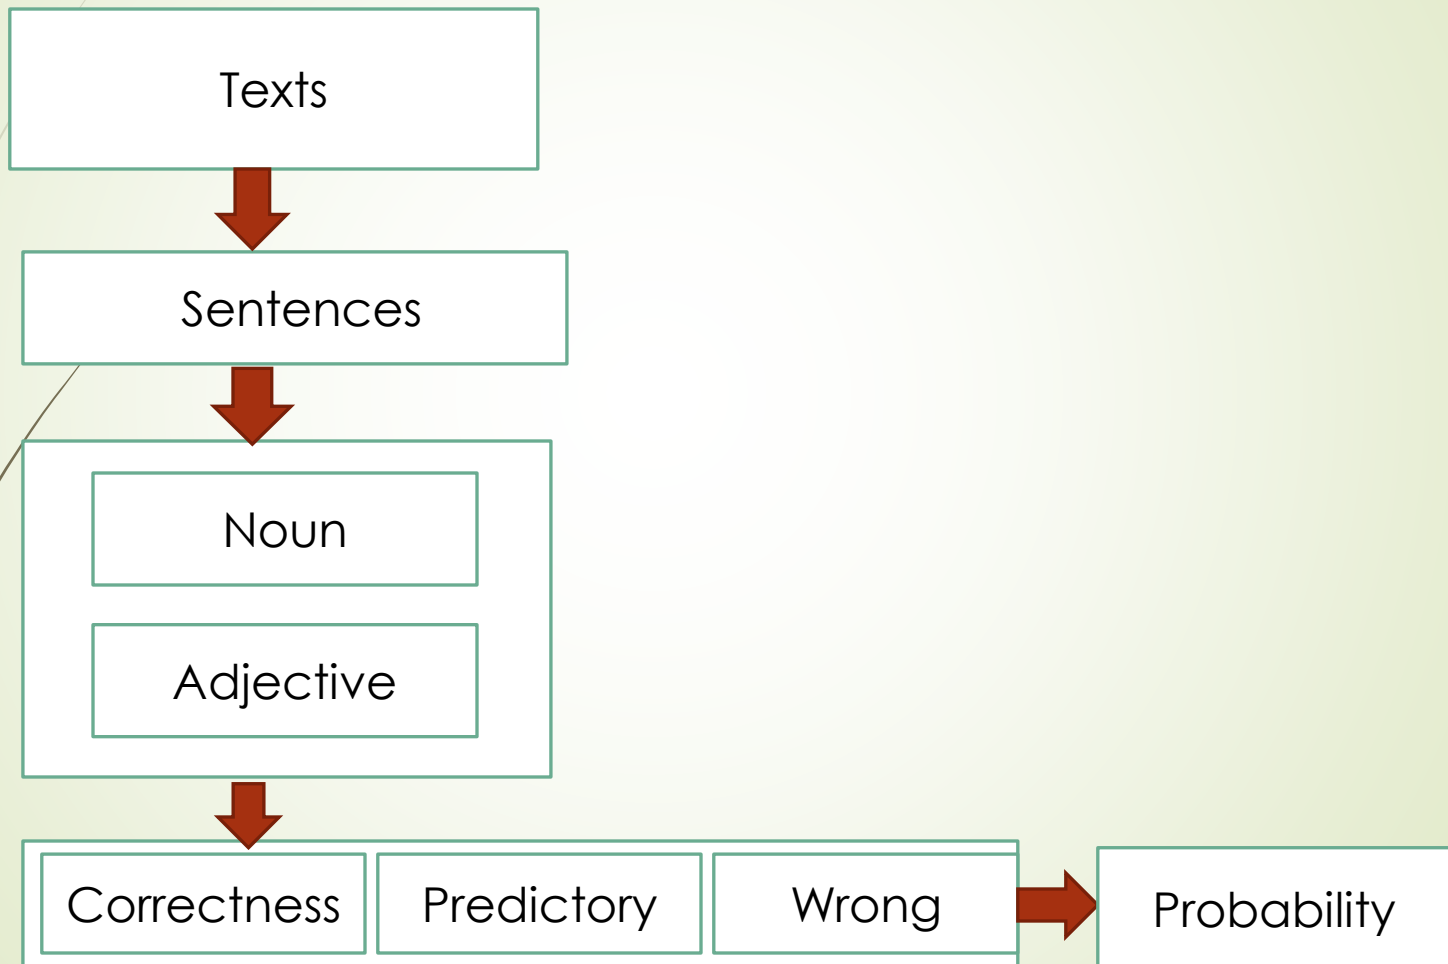 Texts
Sentences
Noun
Adjective
Correctness
Predictory
Wrong
Probability